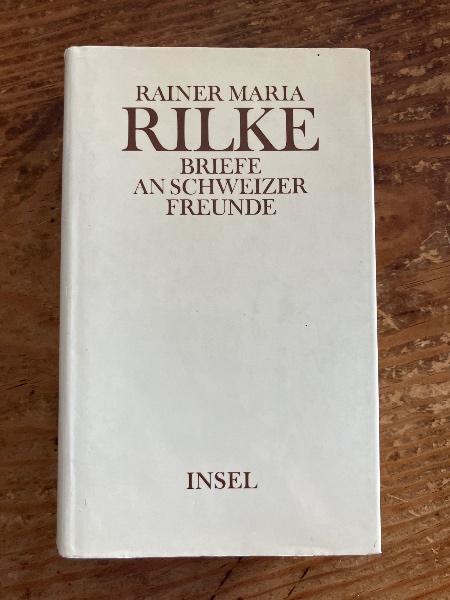 RAINER MARIA
RILKE
BRIEFE
AN SCHWEIZER
FREUNDE
INSEL